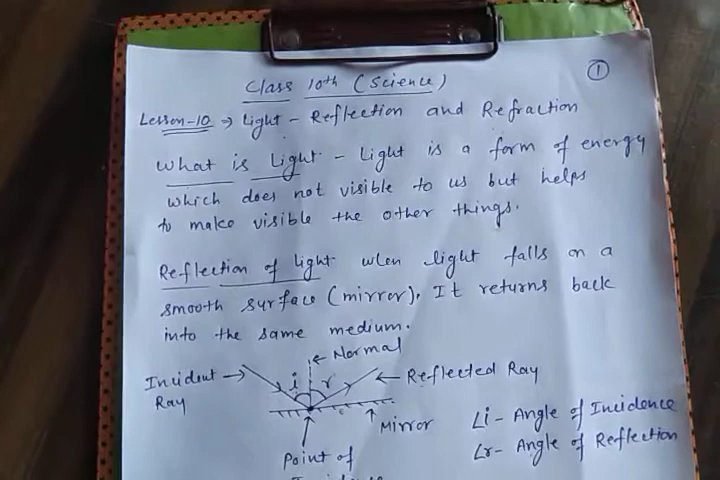 ①
Class 10th (Science)
Lesson-10 → Light - Reflection and Refraction
What is Light - Light is a form of energy
which does not visible to us but helps
to make visible the other things.
Reflection of light when light falls on a
smooth surface (mirror). It returns back
into the same medium.
← Normal
Incident → i r ← Reflected Ray
Ray
↑ Mirror
∠i - Angle of Incidence
∠r - Angle of Reflection
Point of